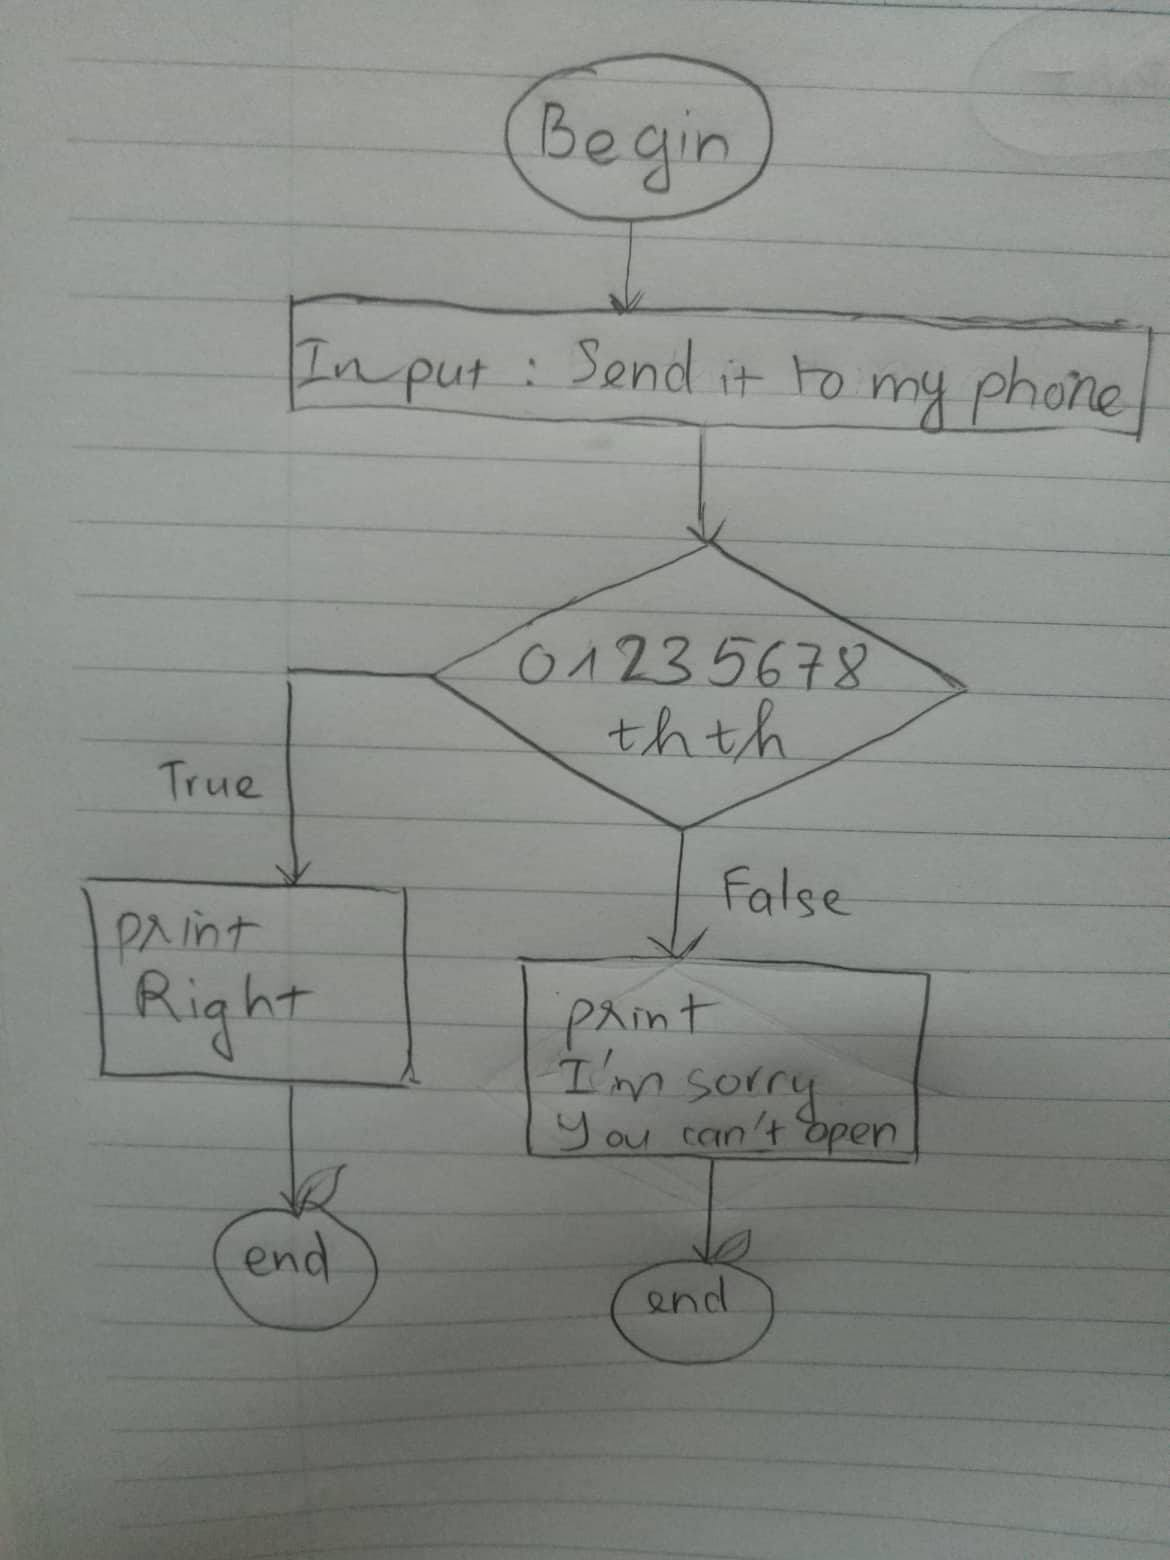 Begin
Input : Send it to my phone
01235678
thth
True
False
print
Right
print
I'm sorry
You can't open
end
end